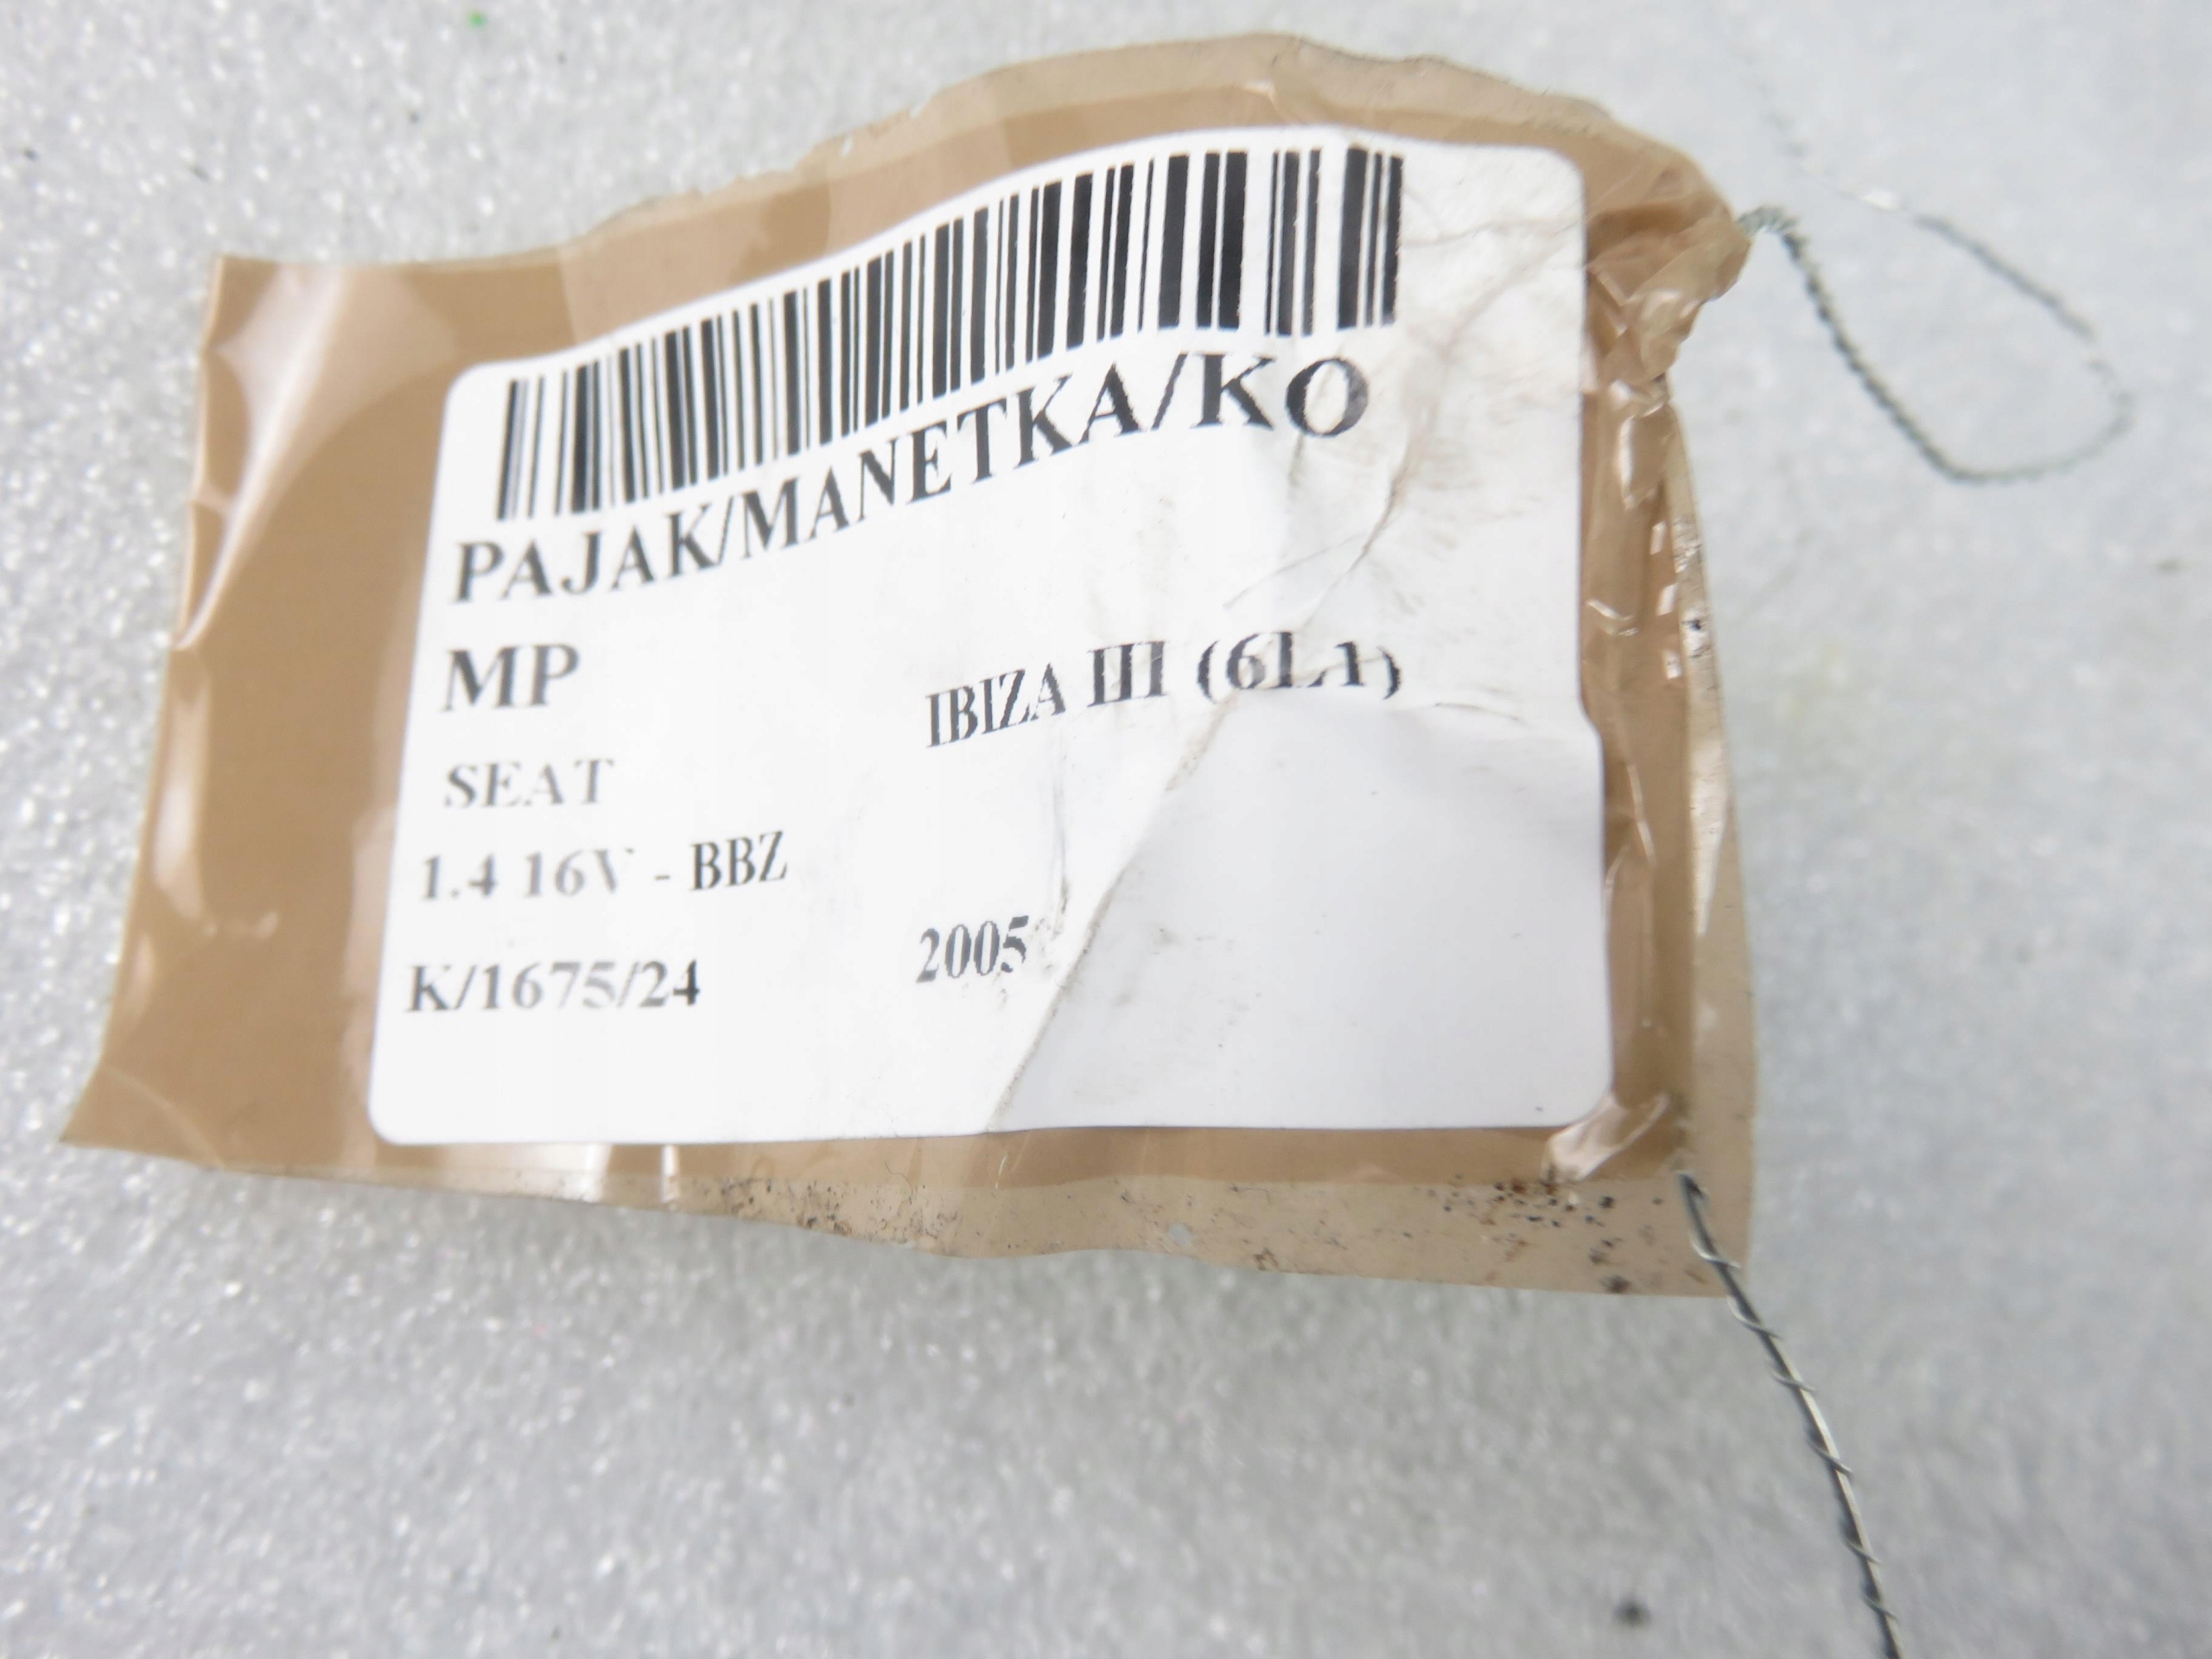 PAJAK/MANETKA/KO
MP
SEAT IBIZA III (6L1)
1.4 16V - BBZ
K/1675/24 2005